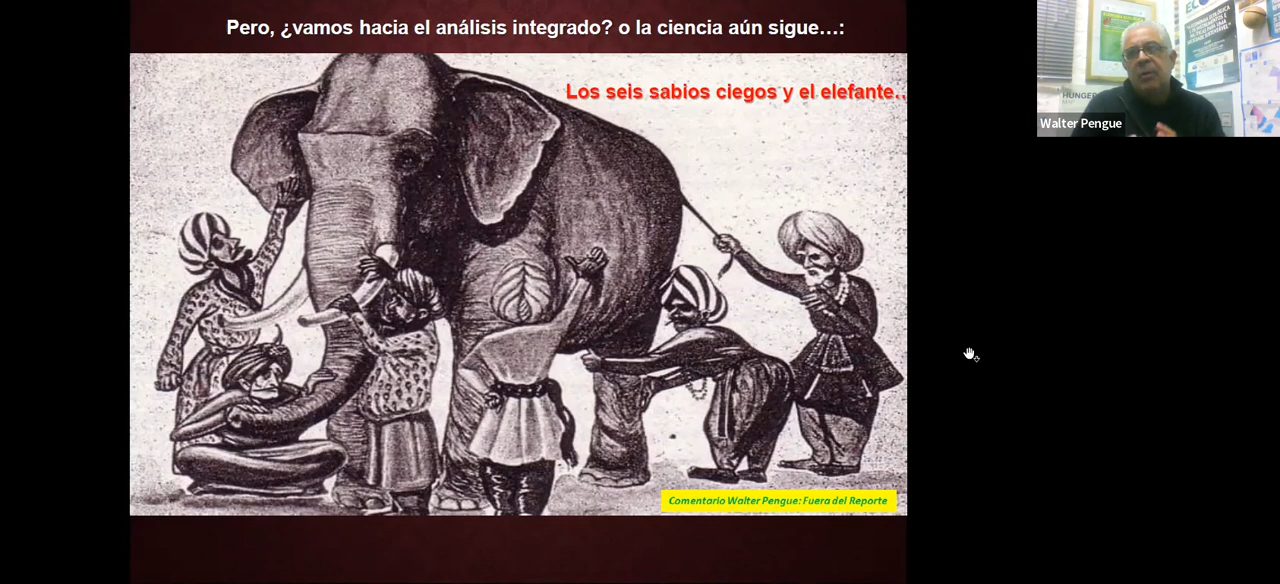 Pero, ¿vamos hacia el análisis integrado? o la ciencia aún sigue…:
Los seis sabios ciegos y el elefante..
Comentario Walter Pengue: Fuera del Reporte
HUNGER
Walter Pengue